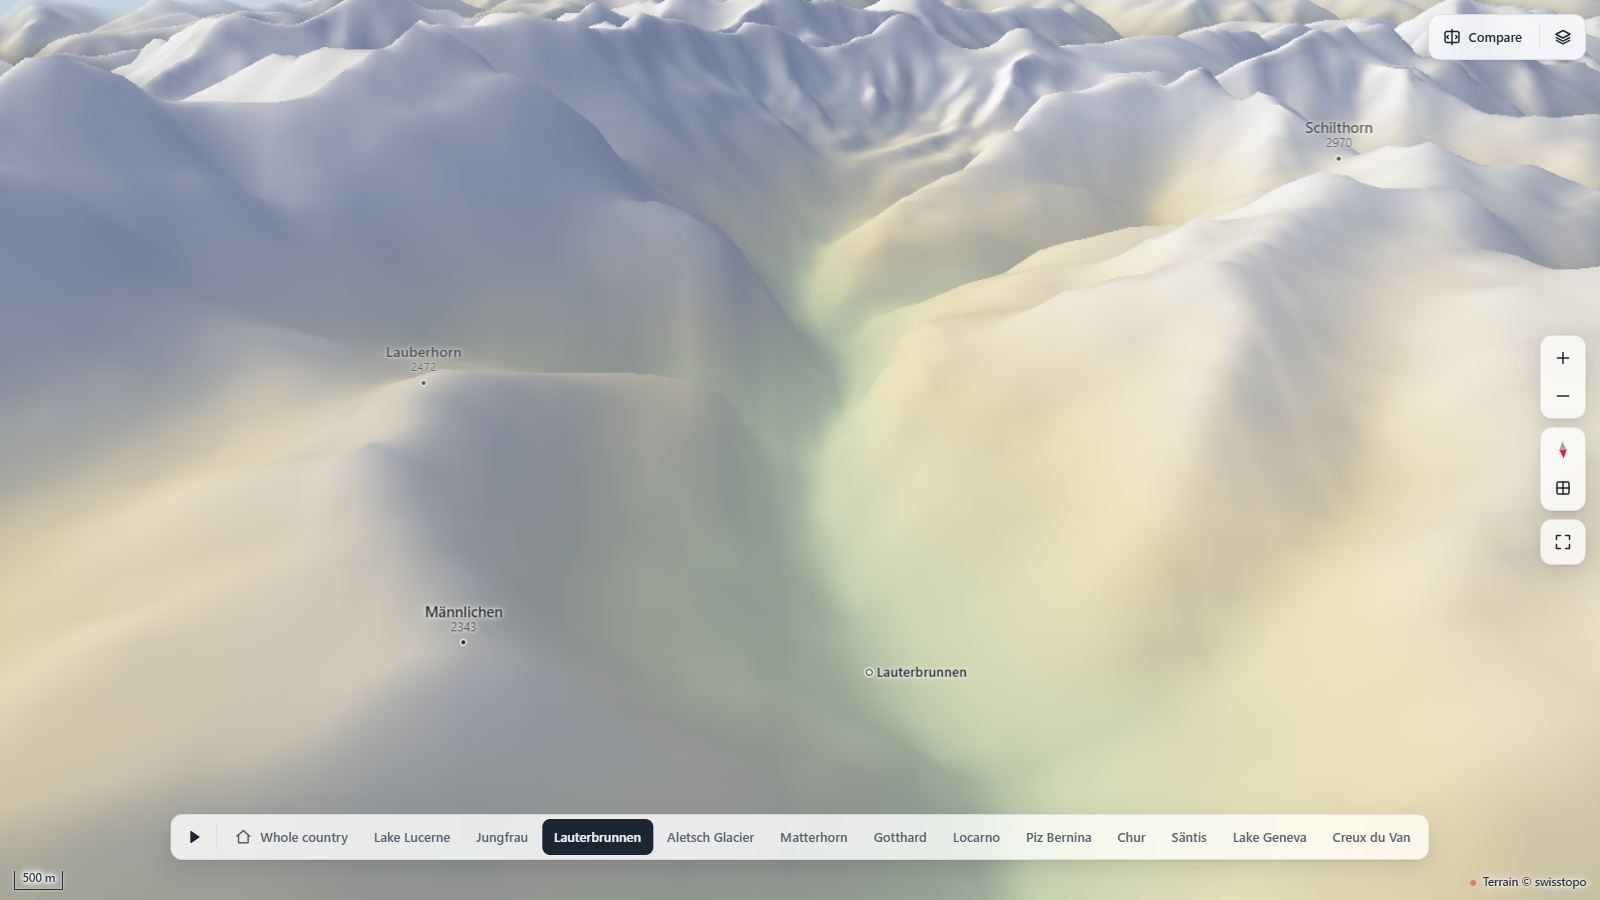 Compare
Schilthorn
2970
Lauberhorn
2472
Männlichen
2343
Lauterbrunnen
Whole country Lake Lucerne Jungfrau Lauterbrunnen Aletsch Glacier Matterhorn Gotthard Locarno Piz Bernina Chur Säntis Lake Geneva Creux du Van
500 m
Terrain © swisstopo